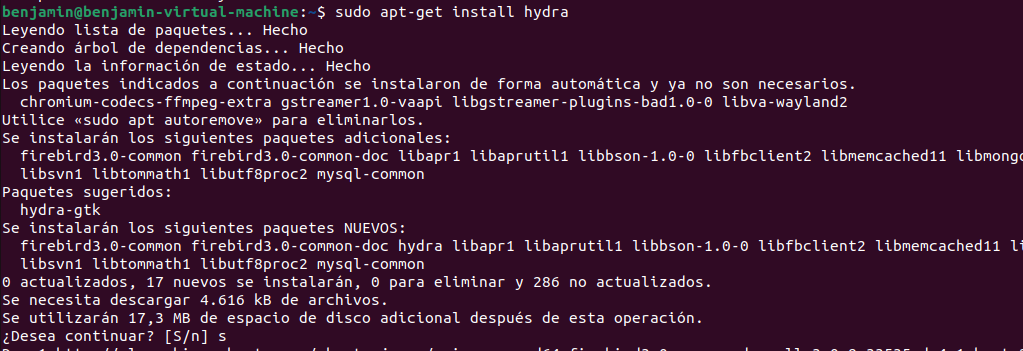 benjamin@benjamin-virtual-machine:~$ sudo apt-get install hydra
Leyendo lista de paquetes... Hecho
Creando árbol de dependencias... Hecho
Leyendo la información de estado... Hecho
Los paquetes indicados a continuación se instalaron de forma automática y ya no son necesarios.
  chromium-codecs-ffmpeg-extra gstreamer1.0-vaapi libgstreamer-plugins-bad1.0-0 libva-wayland2
Utilice «sudo apt autoremove» para eliminarlos.
Se instalarán los siguientes paquetes adicionales:
  firebird3.0-common firebird3.0-common-doc libapr1 libaprutil1 libbson-1.0-0 libfbclient2 libmemcached11 libmongo
  libsvn1 libtommath1 libutf8proc2 mysql-common
Paquetes sugeridos:
  hydra-gtk
Se instalarán los siguientes paquetes NUEVOS:
  firebird3.0-common firebird3.0-common-doc hydra libapr1 libaprutil1 libbson-1.0-0 libfbclient2 libmemcached11 li
  libsvn1 libtommath1 libutf8proc2 mysql-common
0 actualizados, 17 nuevos se instalarán, 0 para eliminar y 286 no actualizados.
Se necesita descargar 4.616 kB de archivos.
Se utilizarán 17,3 MB de espacio de disco adicional después de esta operación.
¿Desea continuar? [S/n] s